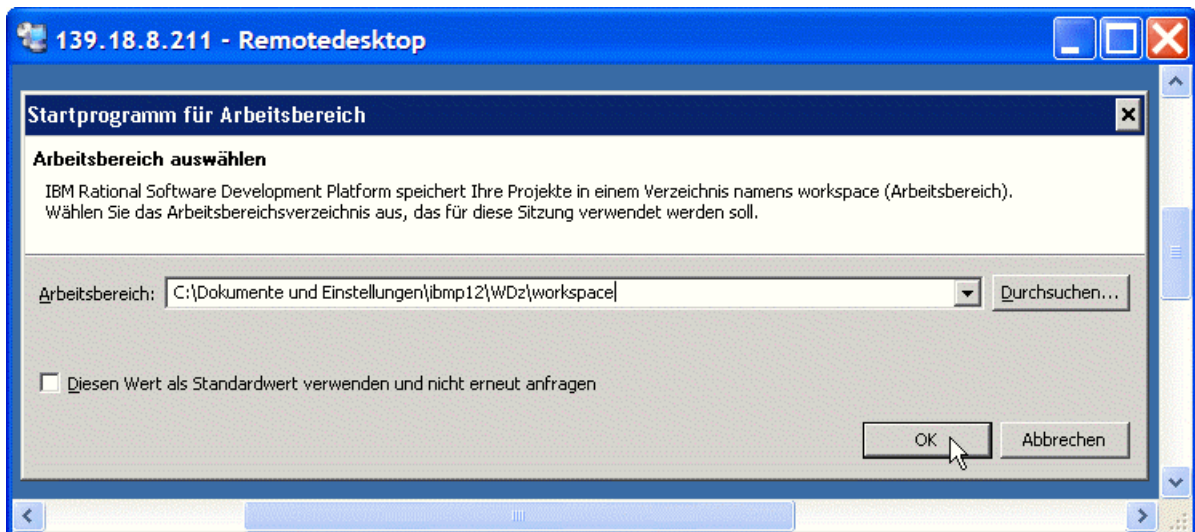 139.18.8.211 - Remotedesktop
Startprogramm für Arbeitsbereich
Arbeitsbereich auswählen
IBM Rational Software Development Platform speichert Ihre Projekte in einem Verzeichnis namens workspace (Arbeitsbereich).
Wählen Sie das Arbeitsbereichsverzeichnis aus, das für diese Sitzung verwendet werden soll.
Arbeitsbereich: C:\Dokumente und Einstellungen\ibmp12\WDz\workspace Durchsuchen...
Diesen Wert als Standardwert verwenden und nicht erneut anfragen
OK Abbrechen